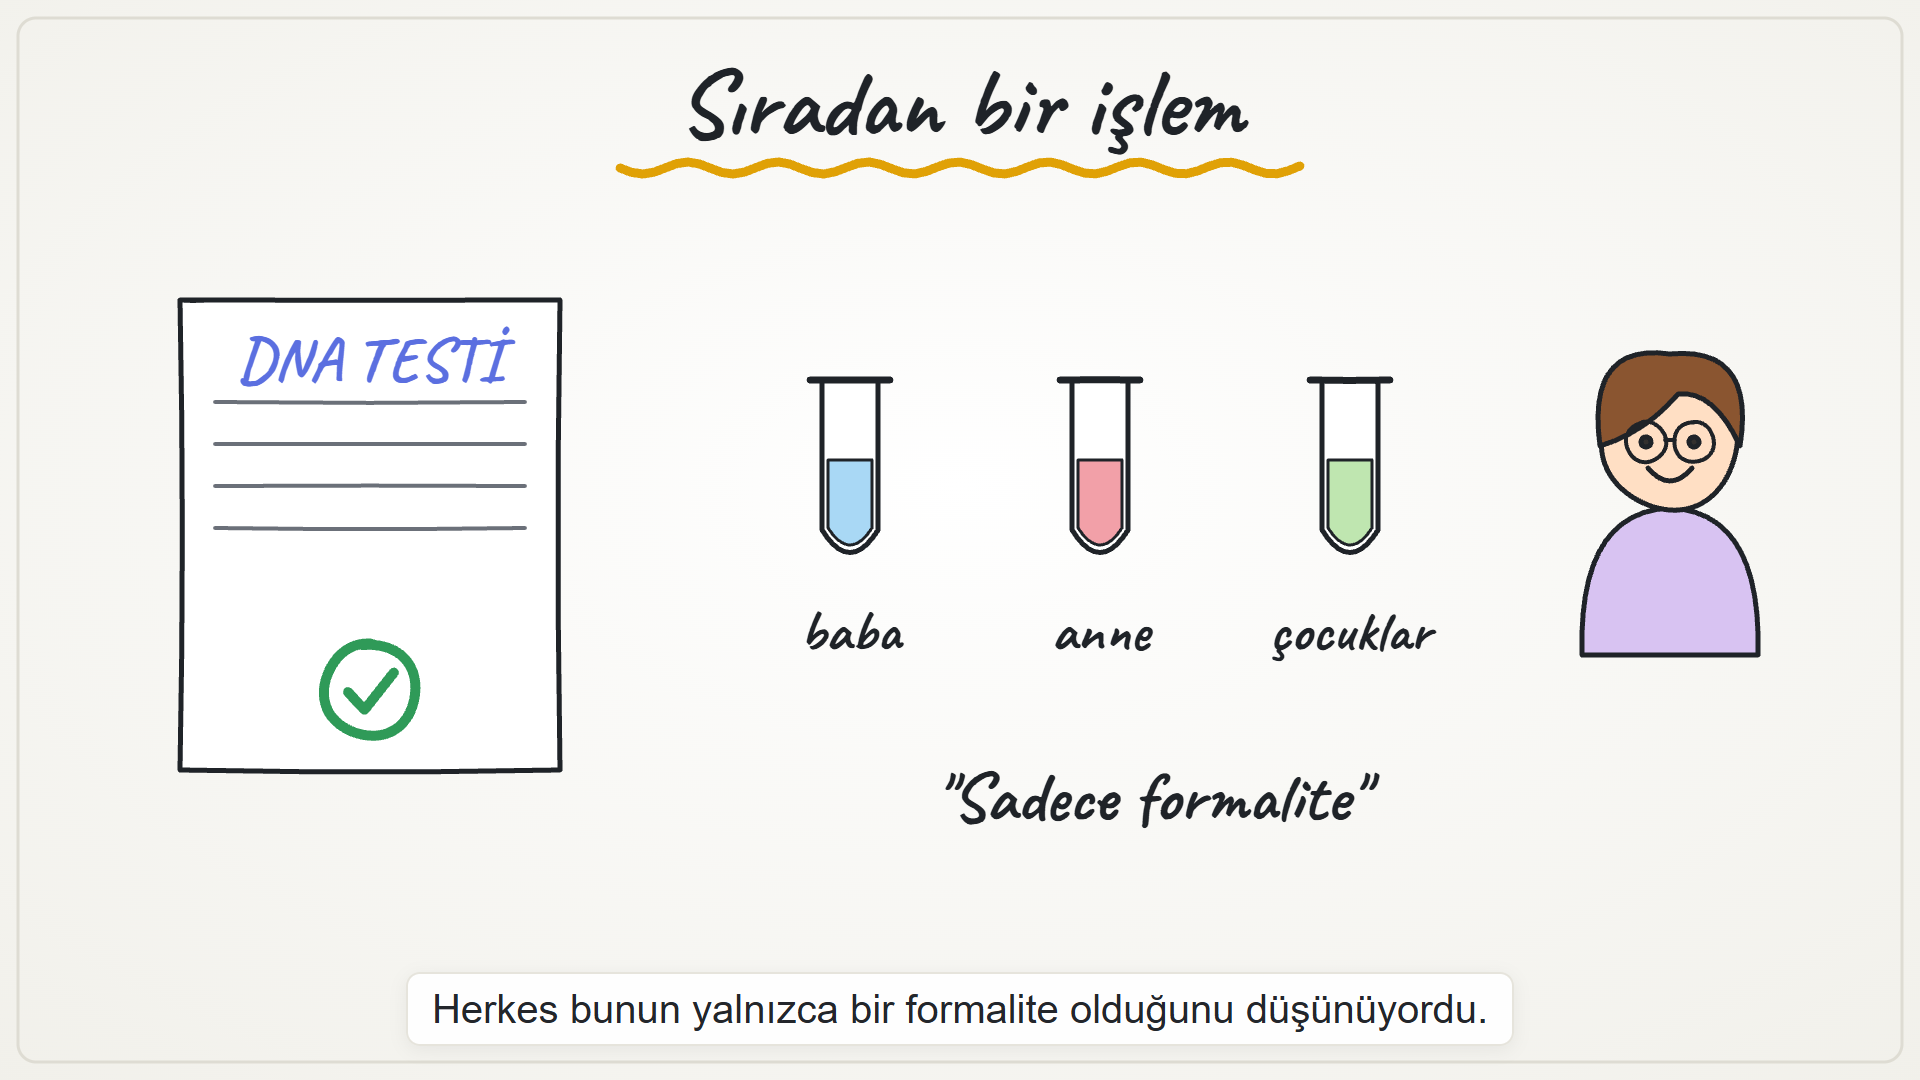 Sıradan bir işlem
DNA TESTİ
baba
anne
çocuklar
"Sadece formalite"
Herkes bunun yalnızca bir formalite olduğunu düşünüyordu.